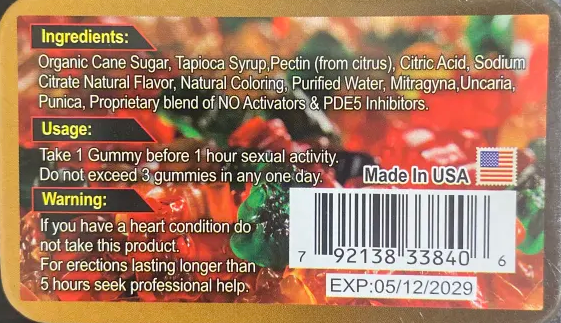 Ingredients:
Organic Cane Sugar, Tapioca Syrup,Pectin (from citrus), Citric Acid, Sodium
Citrate Natural Flavor, Natural Coloring, Purified Water, Mitragyna,Uncaria,
Punica, Proprietary blend of NO Activators & PDE5 Inhibitors.
Usage:
Take 1 Gummy before 1 hour sexual activity.
Do not exceed 3 gummies in any one day.
Made In USA
Warning:
If you have a heart condition do
not take this product.
For erections lasting longer than
5 hours seek professional help.
7 92138 33840 6
EXP:05/12/2029